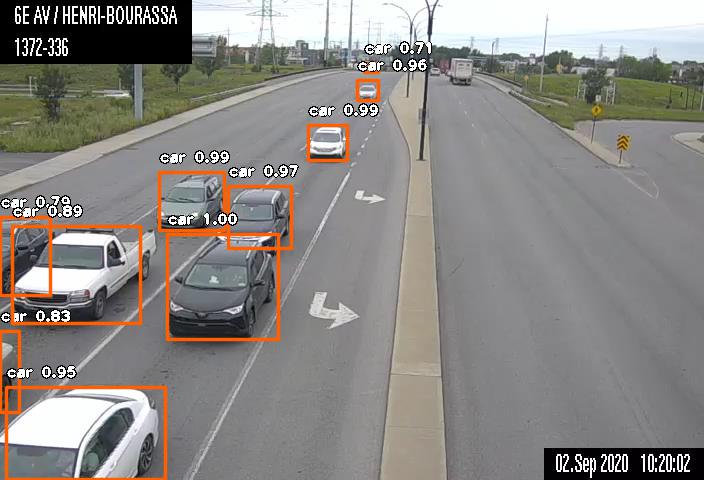 6E AV / HENRI-BOURASSA
1372-336
car 0.71
car 0.96
car 0.99
car 0.99
car 0.97
car 0.79
car 0.89
car 1.00
car 0.83
car 0.95
02.Sep 2020 10:20:02